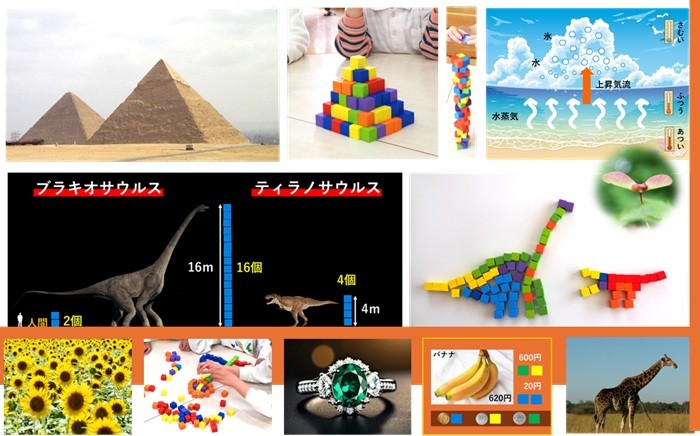 氷
水
上昇気流
水蒸気
さむい
ふつう
あつい
ブラキオサウルス
ティラノサウルス
16m
16個
4個
4m
人間
2個
バナナ
600円
20円
620円